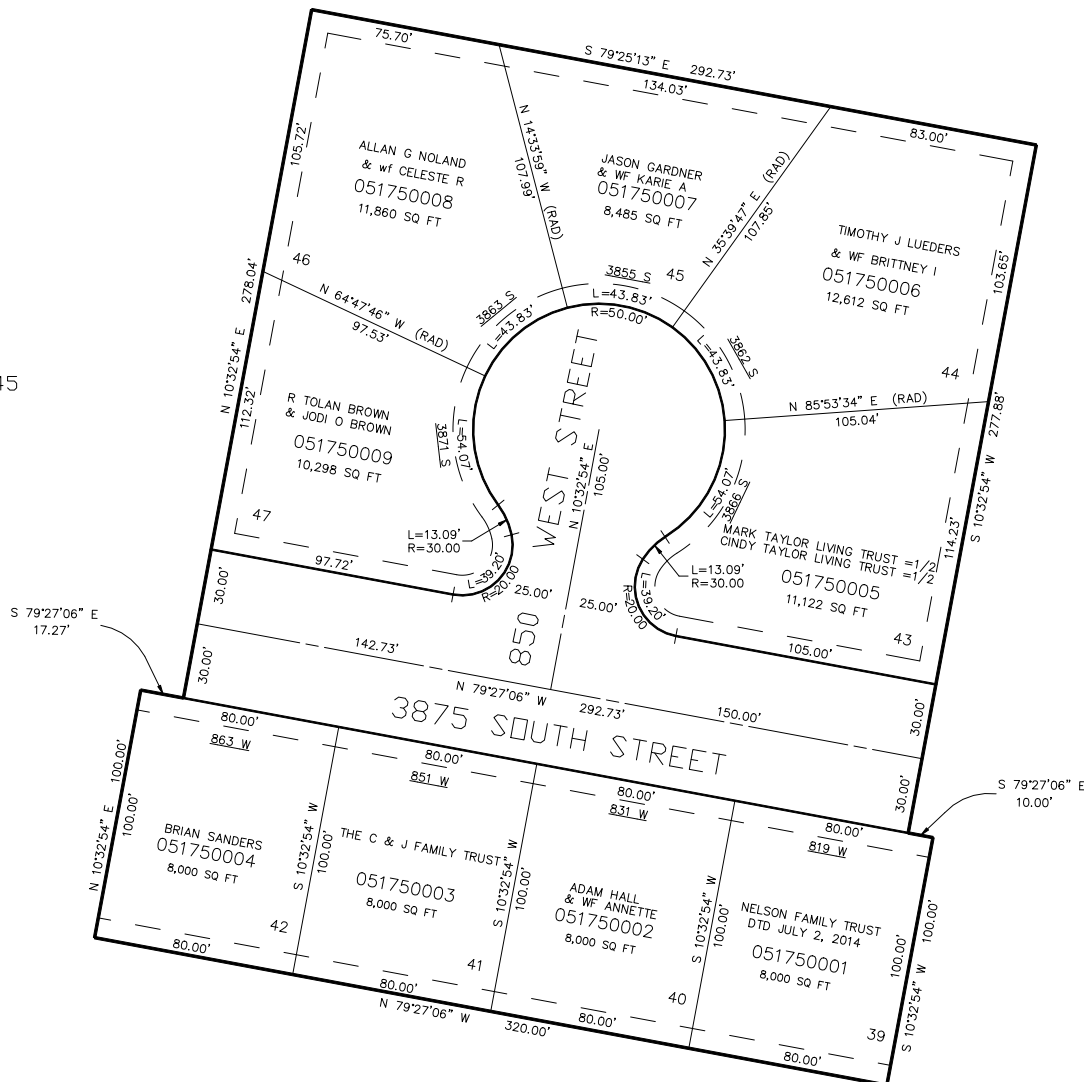 75.70'
S 79°25'13" E 292.73'
134.03'
83.00'
105.72'
ALLAN G NOLAND
& wf CELESTE R
051750008
11,860 SQ FT
46
N 14°33'59" W (RAD)
107.99'
JASON GARDNER
& WF KARIE A
051750007
8,485 SQ FT
45
N 35°39'47" E (RAD)
107.85'
TIMOTHY J LUEDERS
& WF BRITTNEY I
051750006
12,612 SQ FT
44
103.65'
278.04'
N 10°32'54" E
N 64°47'46" W (RAD)
97.53'
3863 S
L=43.83'
3855 S
L=43.83'
R=50.00'
3862 S
L=43.83'
N 85°53'34" E (RAD)
105.04'
277.88'
S 10°32'54" W
45
112.32'
R TOLAN BROWN
& JODI O BROWN
051750009
10,298 SQ FT
47
3871 S
L=54.07'
850 WEST STREET
N 10°32'54" E
105.00'
L=54.07'
3866 S
114.23'
L=13.09'
R=30.00
L=39.20'
R=20.00
25.00'
25.00'
L=39.20'
R=20.00
L=13.09'
R=30.00
MARK TAYLOR LIVING TRUST =1/2
CINDY TAYLOR LIVING TRUST =1/2
051750005
11,122 SQ FT
43
97.72'
105.00'
30.00'
30.00'
S 79°27'06" E
17.27'
142.73'
N 79°27'06" W 292.73'
150.00'
30.00'
30.00'
3875 SOUTH STREET
S 79°27'06" E
10.00'
80.00'
863 W
80.00'
851 W
80.00'
831 W
80.00'
819 W
N 10°32'54" E 100.00'
100.00'
BRIAN SANDERS
051750004
8,000 SQ FT
42
S 10°32'54" W
100.00'
THE C & J FAMILY TRUST
051750003
8,000 SQ FT
41
S 10°32'54" W
100.00'
ADAM HALL
& WF ANNETTE
051750002
8,000 SQ FT
40
S 10°32'54" W
100.00'
NELSON FAMILY TRUST
DTD JULY 2, 2014
051750001
8,000 SQ FT
39
100.00'
S 10°32'54" W 100.00'
80.00'
80.00'
N 79°27'06" W 320.00'
80.00'
80.00'